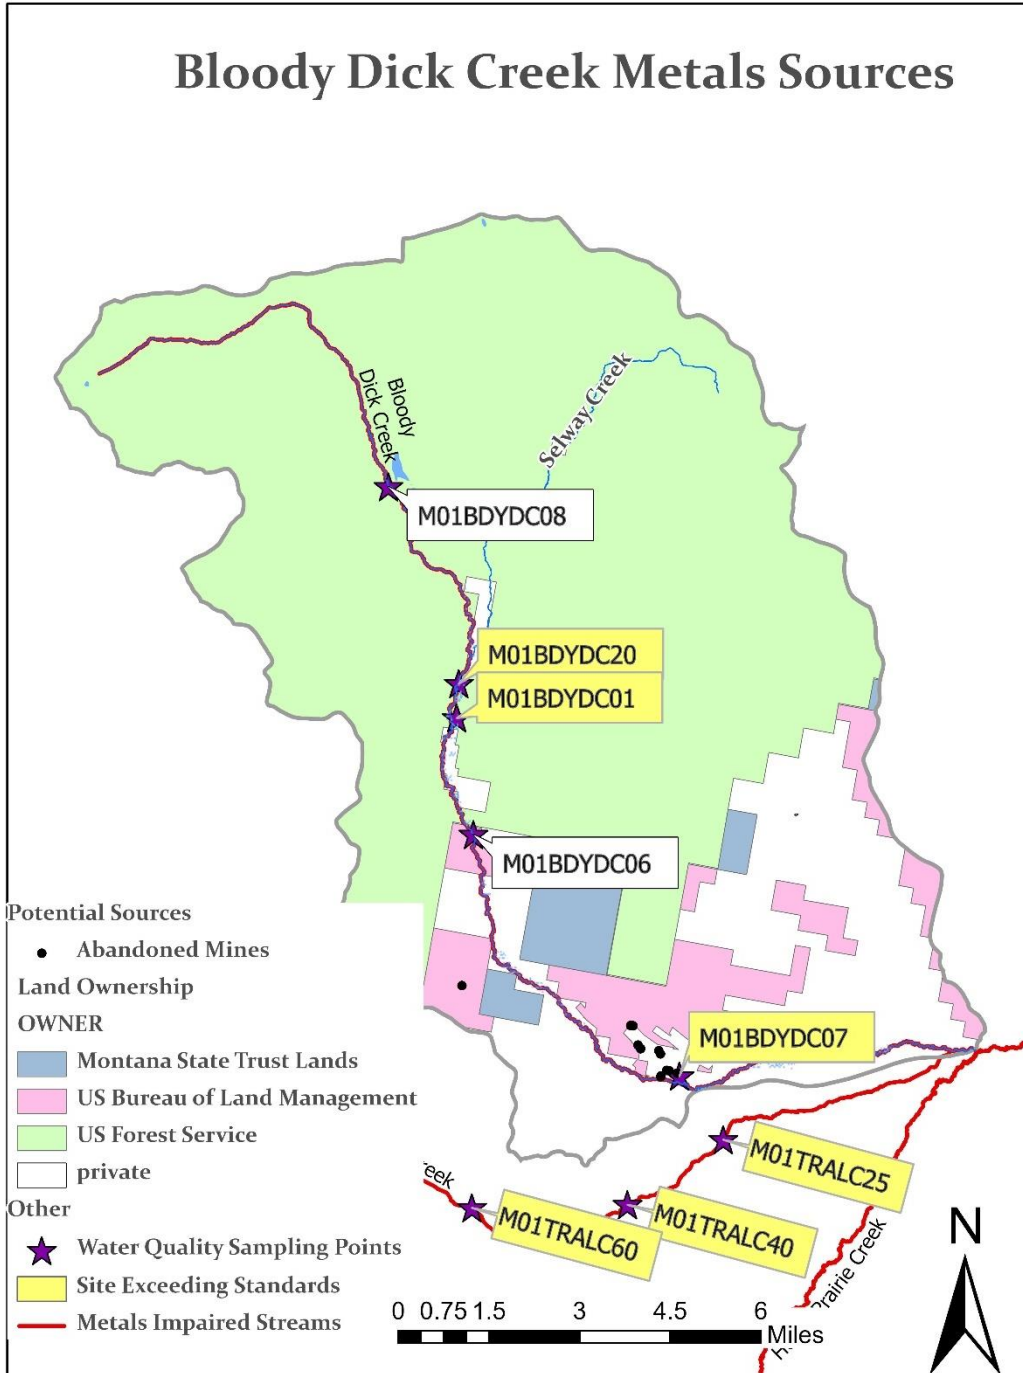 Bloody Dick Creek Metals Sources
Bloody
Dick Creek
Selway Creek
M01BDYDC08
M01BDYDC20
M01BDYDC01
M01BDYDC06
M01BDYDC07
M01TRALC25
M01TRALC40
M01TRALC60
reek
Prairie Creek
Potential Sources
Abandoned Mines
Land Ownership
OWNER
Montana State Trust Lands
US Bureau of Land Management
US Forest Service
private
Other
Water Quality Sampling Points
Site Exceeding Standards
Metals Impaired Streams
0 0.75 1.5 3 4.5 6
Miles
N